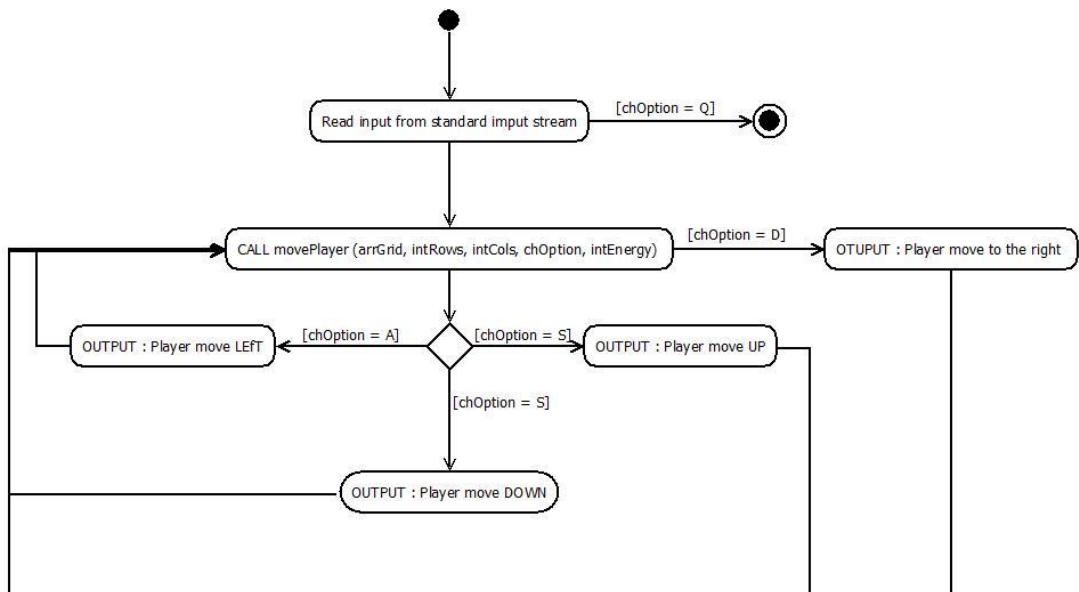 [chOption = Q]
Read input from standard imput stream
[chOption = D]
CALL movePlayer (arrGrid, intRows, intCols, chOption, intEnergy)
OTUPUT : Player move to the right
[chOption = A]
[chOption = S]
OUTPUT : Player move LEfT
OUTPUT : Player move UP
[chOption = S]
OUTPUT : Player move DOWN